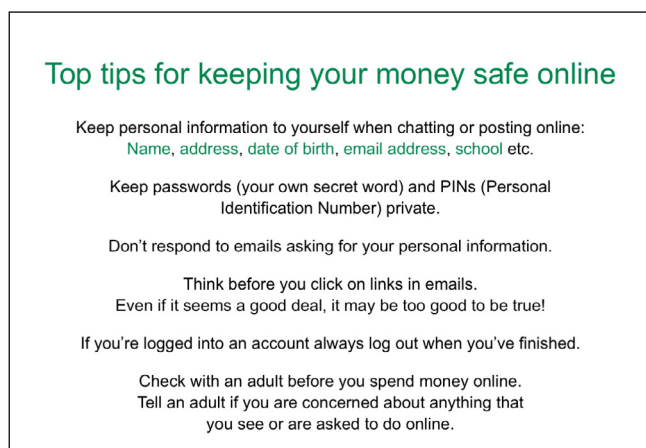 Top tips for keeping your money safe online
Keep personal information to yourself when chatting or posting online:
Name, address, date of birth, email address, school etc.
Keep passwords (your own secret word) and PINs (Personal
Identification Number) private.
Don’t respond to emails asking for your personal information.
Think before you click on links in emails.
Even if it seems a good deal, it may be too good to be true!
If you’re logged into an account always log out when you’ve finished.
Check with an adult before you spend money online.
Tell an adult if you are concerned about anything that
you see or are asked to do online.